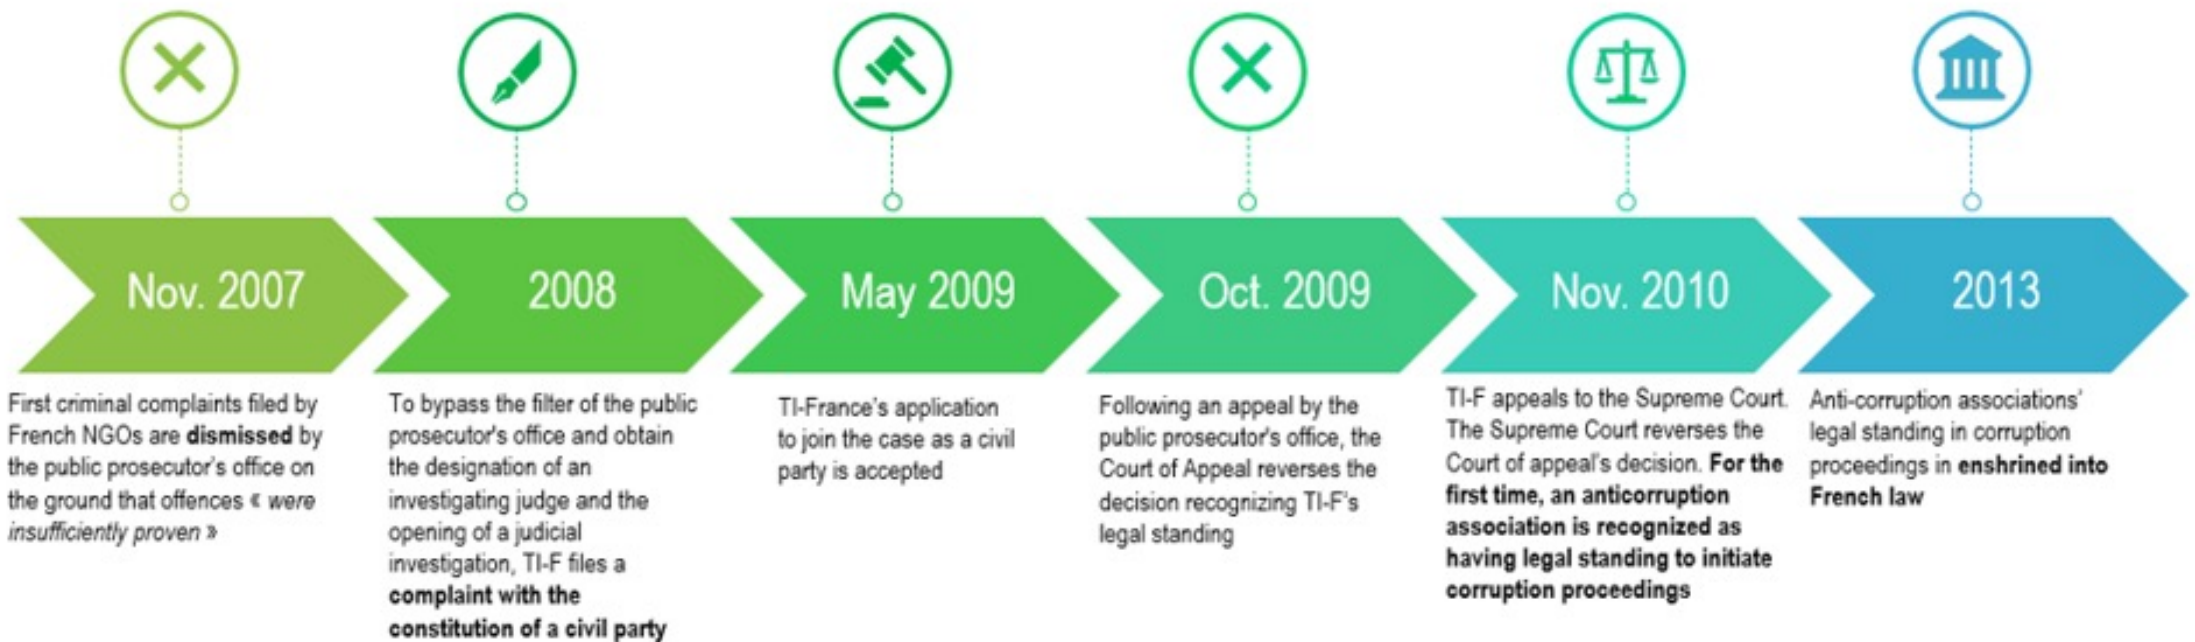 Nov. 2007
First criminal complaints filed by
French NGOs are dismissed by
the public prosecutor's office on
the ground that offences « were
insufficiently proven »
2008
To bypass the filter of the public
prosecutor's office and obtain
the designation of an
investigating judge and the
opening of a judicial
investigation, TI-F files a
complaint with the
constitution of a civil party
May 2009
TI-France's application
to join the case as a civil
party is accepted
Oct. 2009
Following an appeal by the
public prosecutor's office, the
Court of Appeal reverses the
decision recognizing TI-F's
legal standing
Nov. 2010
TI-F appeals to the Supreme Court.
The Supreme Court reverses the
Court of appeal's decision. For the
first time, an anticorruption
association is recognized as
having legal standing to initiate
corruption proceedings
2013
Anti-corruption associations'
legal standing in corruption
proceedings in enshrined into
French law